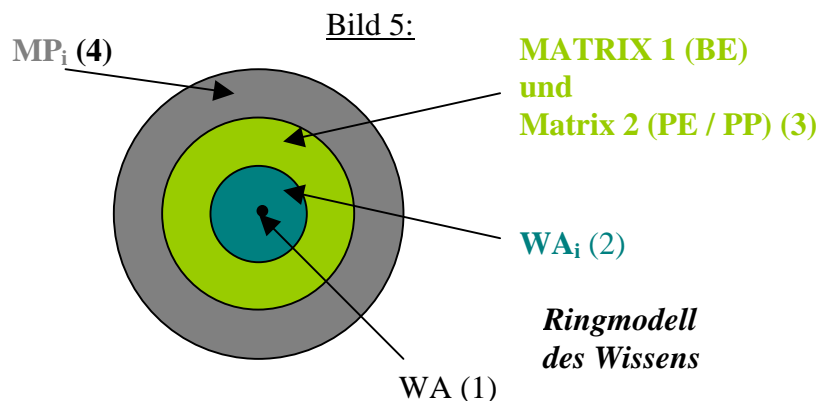 Bild 5:
MPi (4)
MATRIX 1 (BE)
und
Matrix 2 (PE / PP) (3)
WAi (2)
Ringmodell
des Wissens
WA (1)